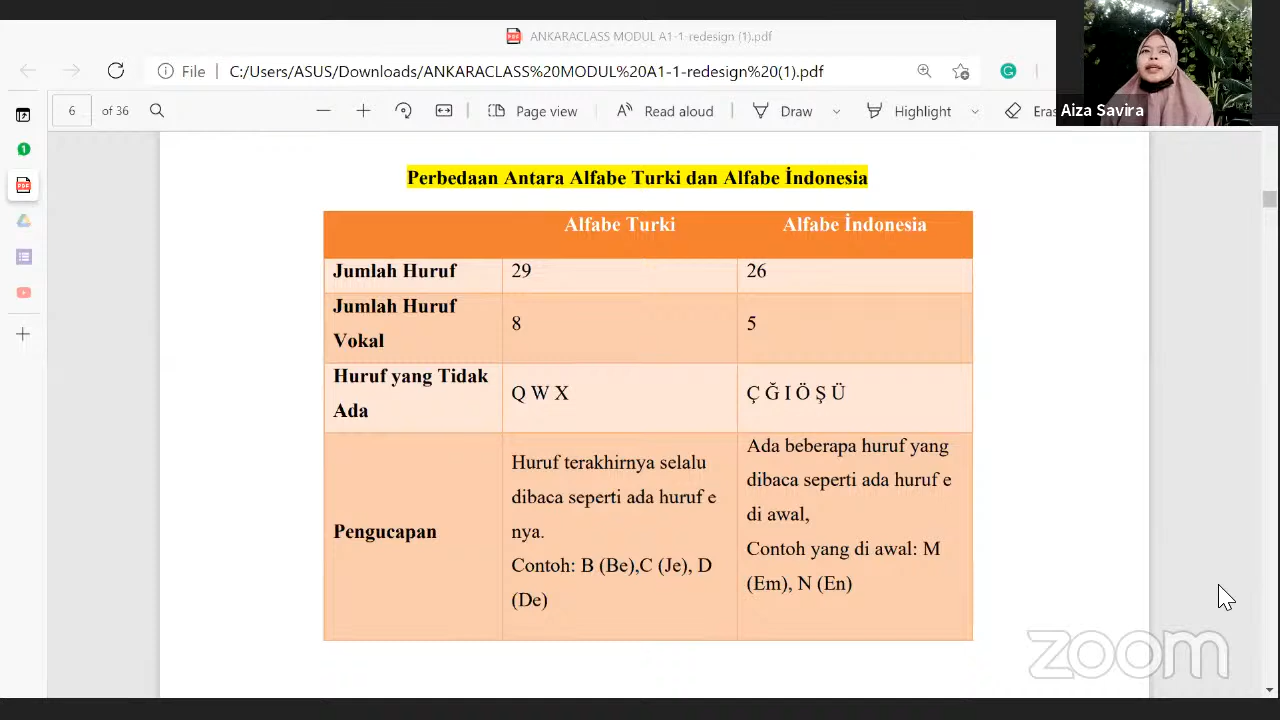 ANKARACLASS MODUL A1-1-redesign (1).pdf
File
C:/Users/ASUS/Downloads/ANKARACLASS%20MODUL%20A1-1-redesign%20(1).pdf
Aiza Savira
6 of 36
Page view
Read aloud
Draw
Highlight
Eras
1
PDF
Perbedaan Antara Alfabe Turki dan Alfabe İndonesia
Alfabe Turki Alfabe İndonesia
Jumlah Huruf 29 26
Jumlah Huruf
Vokal
8 5
Huruf yang Tidak
Ada
Q W X Ç Ğ I Ö Ş Ü
Pengucapan
Huruf terakhirnya selalu
dibaca seperti ada huruf e
nya.
Contoh: B (Be),C (Je), D
(De)
Ada beberapa huruf yang
dibaca seperti ada huruf e
di awal,
Contoh yang di awal: M
(Em), N (En)
zoom